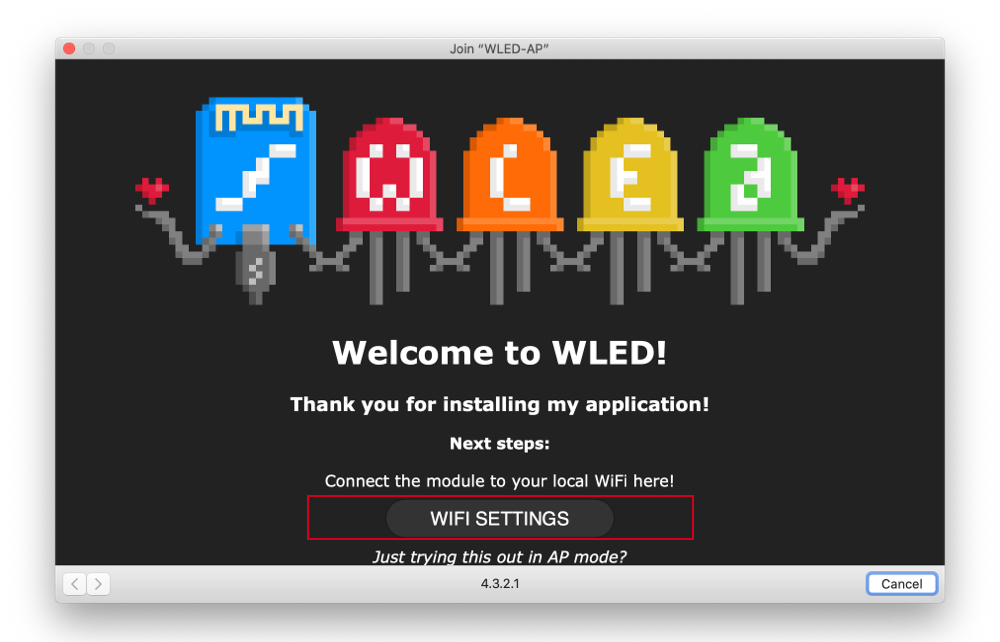 Join “WLED-AP”
WLED
Welcome to WLED!
Thank you for installing my application!
Next steps:
Connect the module to your local WiFi here!
WIFI SETTINGS
Just trying this out in AP mode?
4.3.2.1
Cancel